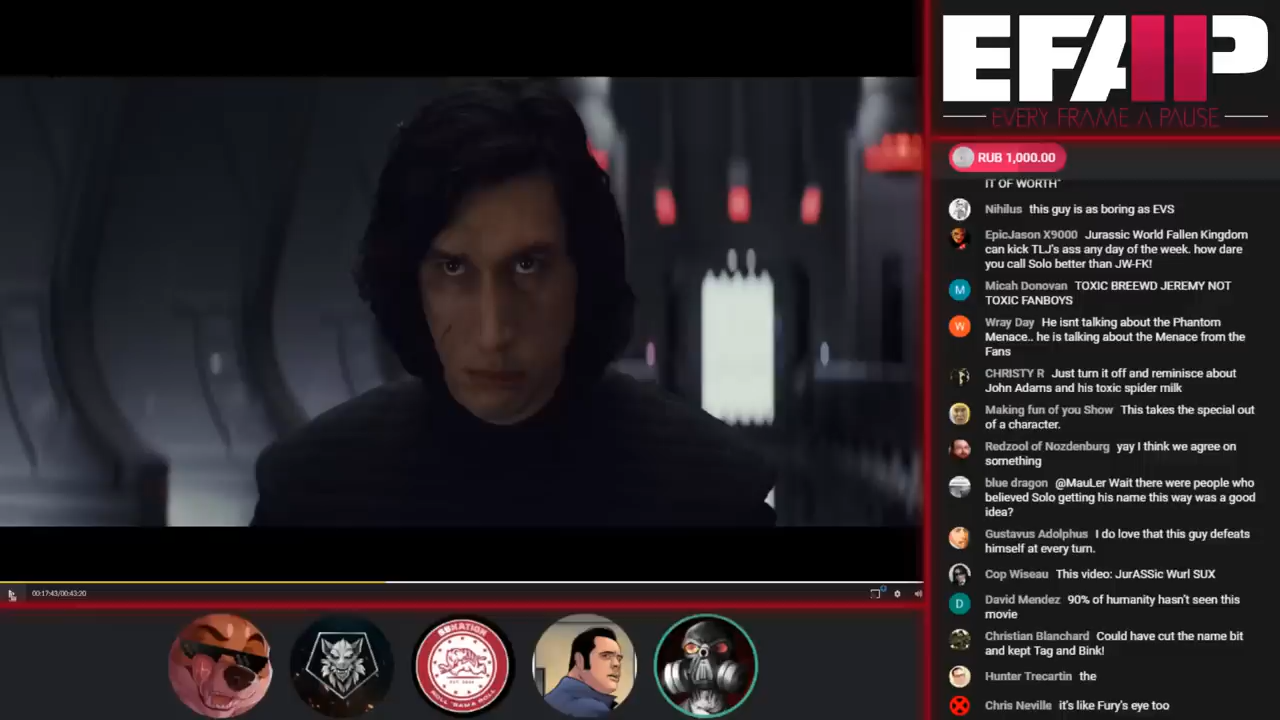 EFAP
EVERY FRAME A PAUSE
RUB 1,000.00
IT OF WORTH"
Nihilus this guy is as boring as EVS
EpicJason X9000 Jurassic World Fallen Kingdom
can kick TLJ's ass any day of the week. how dare
you call Solo better than JW-FK!
Micah Donovan TOXIC BREEWD JEREMY NOT
TOXIC FANBOYS
Wray Day He isnt talking about the Phantom
Menace.. he is talking about the Menace from the
Fans
CHRISTY R Just turn it off and reminisce about
John Adams and his toxic spider milk
Making fun of you Show This takes the special out
of a character.
Redzool of Nozdenburg yay I think we agree on
something
blue dragon @MauLer Wait there were people who
believed Solo getting his name this way was a good
idea?
Gustavus Adolphus I do love that this guy defeats
himself at every turn.
Cop Wiseau This video: JurASSic Wurl SUX
David Mendez 90% of humanity hasn't seen this
movie
Christian Blanchard Could have cut the name bit
and kept Tag and Bink!
Hunter Trecartin the
Chris Neville it's like Fury's eye too
M
W
D
00:17:43/00:43:20
NATION
ROLL 'BAMA ROLL